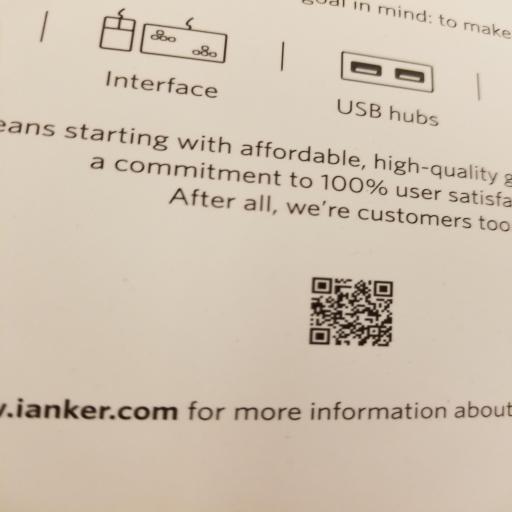 goal in mind: to make
Interface
USB hubs
eans starting with affordable, high-quality g
a commitment to 100% user satisfa
After all, we're customers too
.ianker.com for more information about